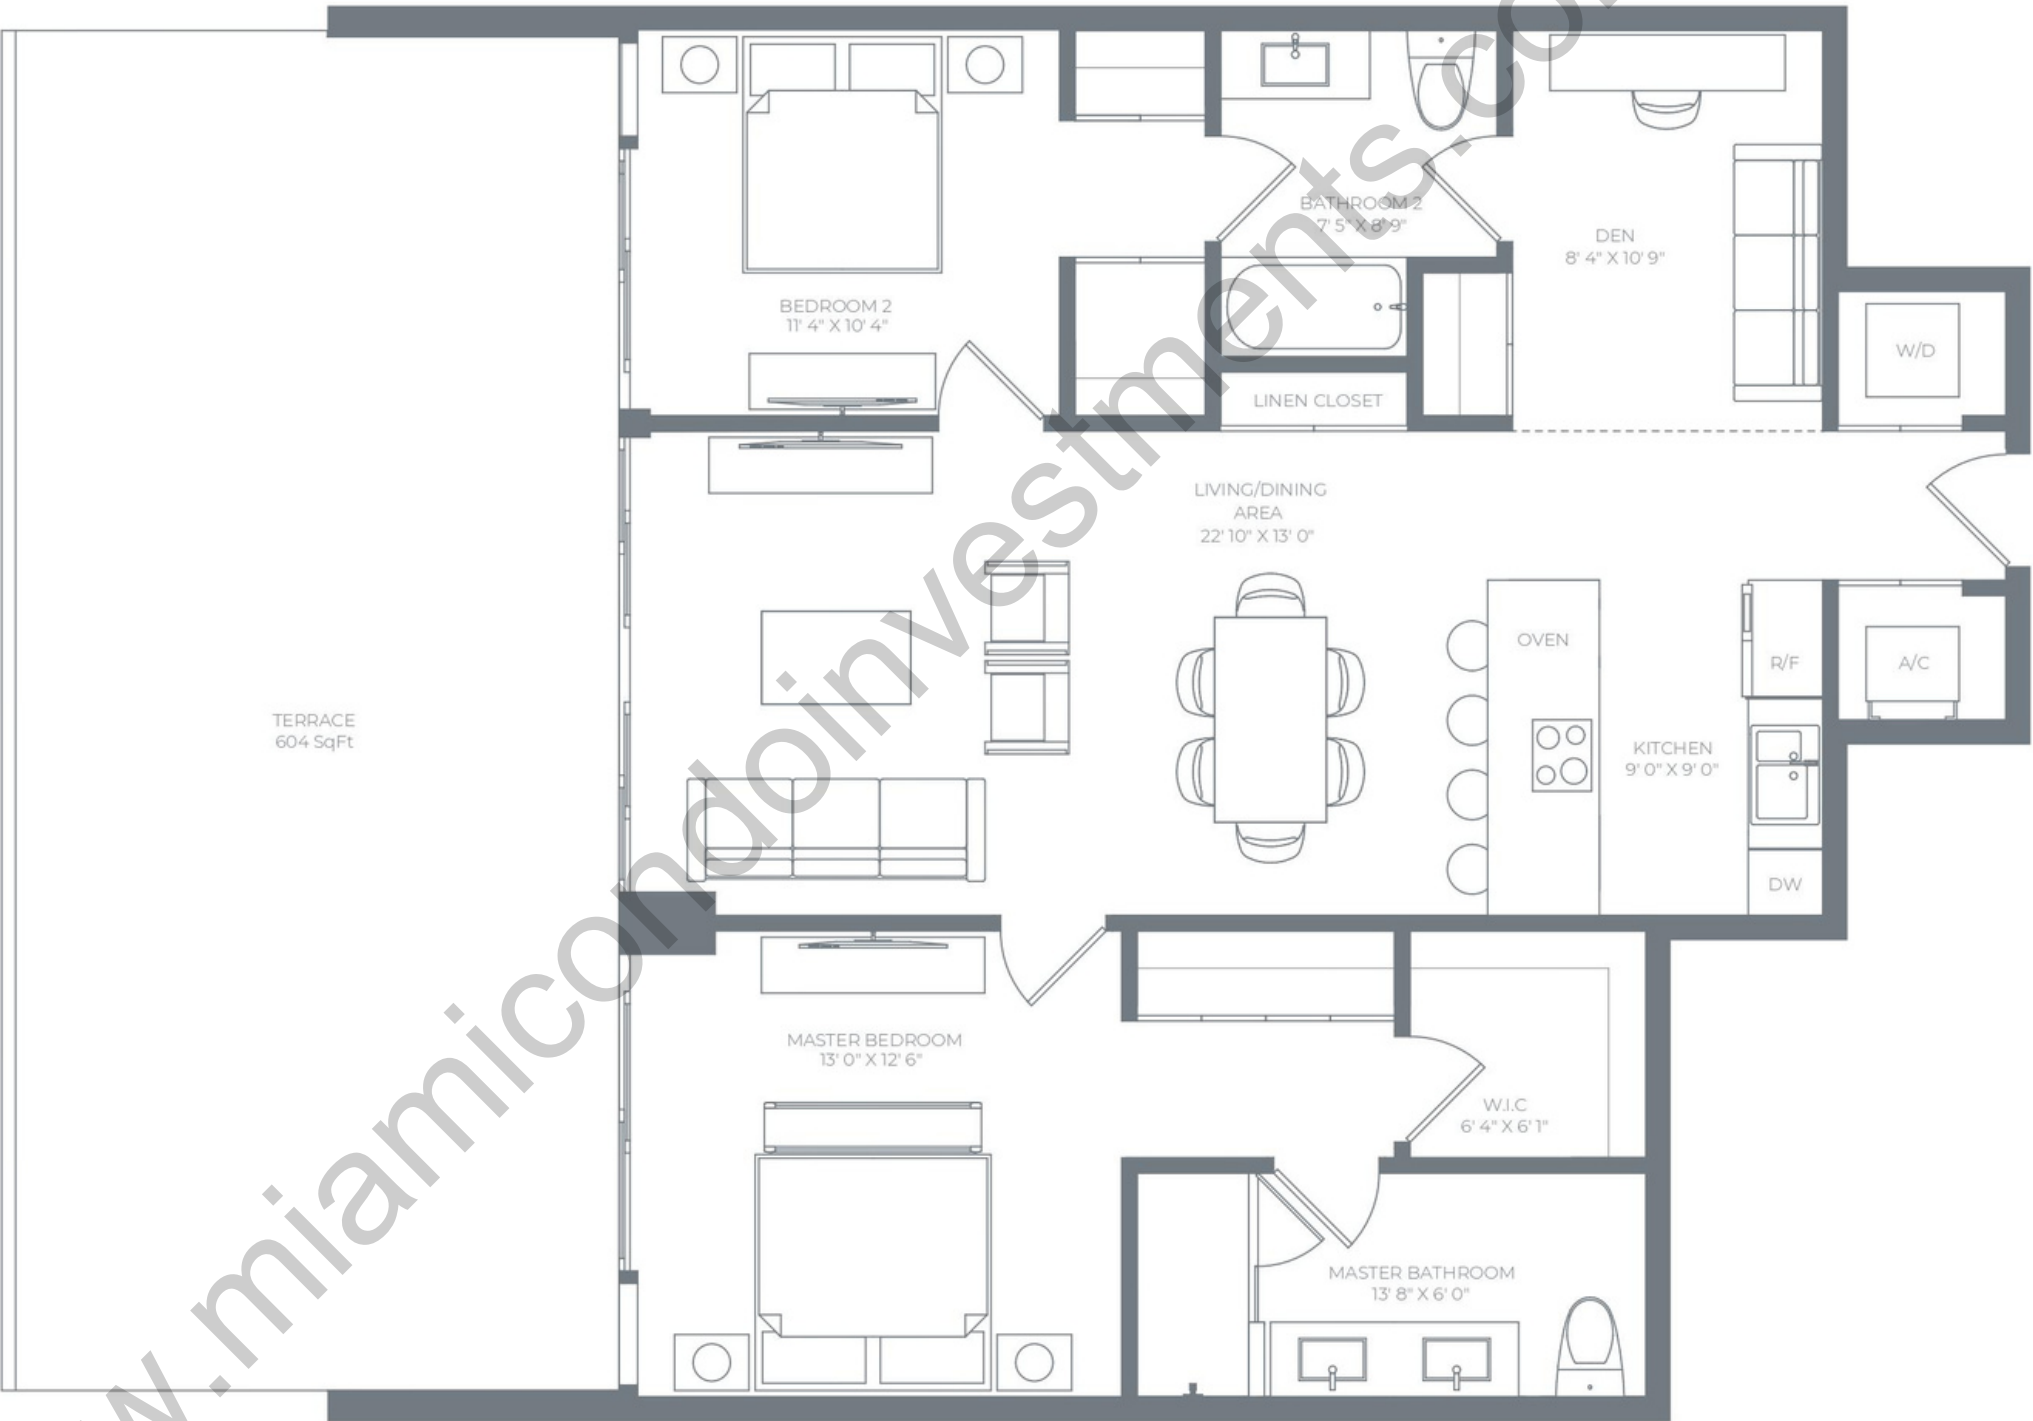 BATHROOM 2
7' 5" X 8' 9"
DEN
8' 4" X 10' 9"
BEDROOM 2
11' 4" X 10' 4"
W/D
LINEN CLOSET
LIVING/DINING
AREA
22' 10" X 13' 0"
OVEN
R/F
A/C
TERRACE
604 SqFt
KITCHEN
9' 0" X 9' 0"
DW
MASTER BEDROOM
13' 0" X 12' 6"
W.I.C
6' 4" X 6' 1"
MASTER BATHROOM
13' 8" X 6' 0"
w.miamicondoinvestments.co